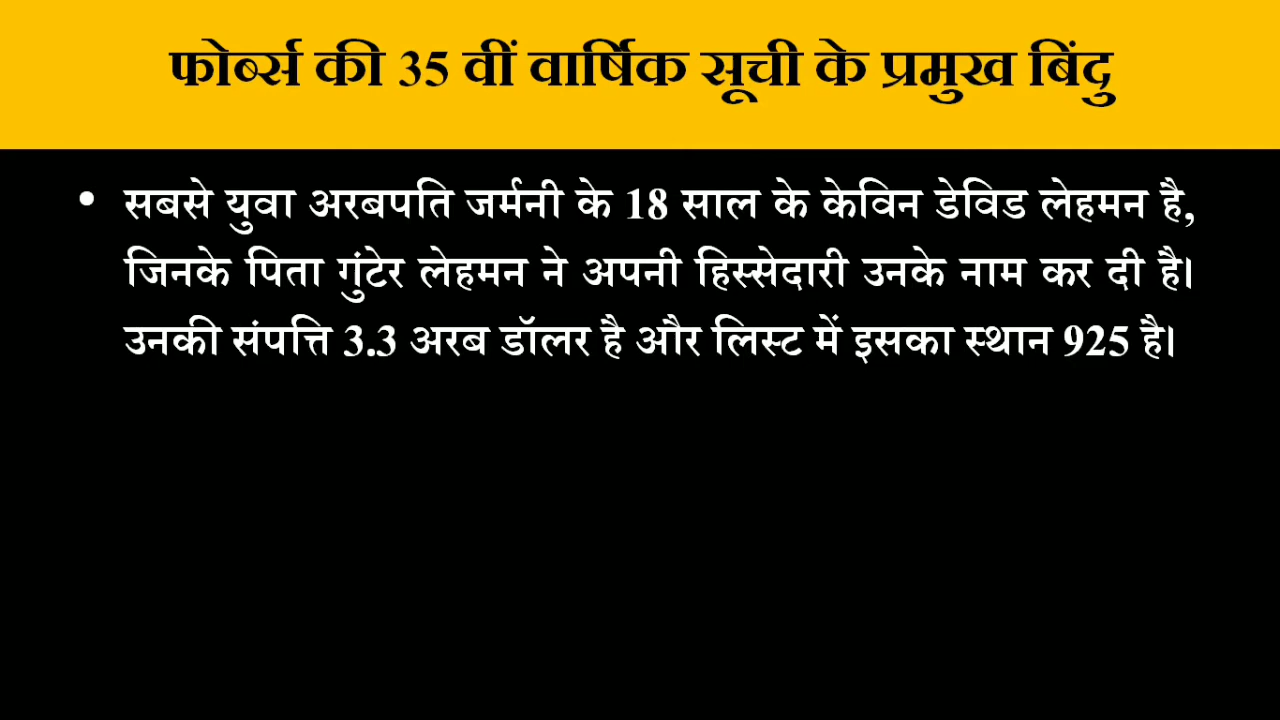 फोर्ब्स की 35 वीं वार्षिक सूची के प्रमुख बिंदु
• सबसे युवा अरबपति जर्मनी के 18 साल के केविन डेविड लेहमन है,
जिनके पिता गुंटेर लेहमन ने अपनी हिस्सेदारी उनके नाम कर दी है।
उनकी संपत्ति 3.3 अरब डॉलर है और लिस्ट में इसका स्थान 925 है।